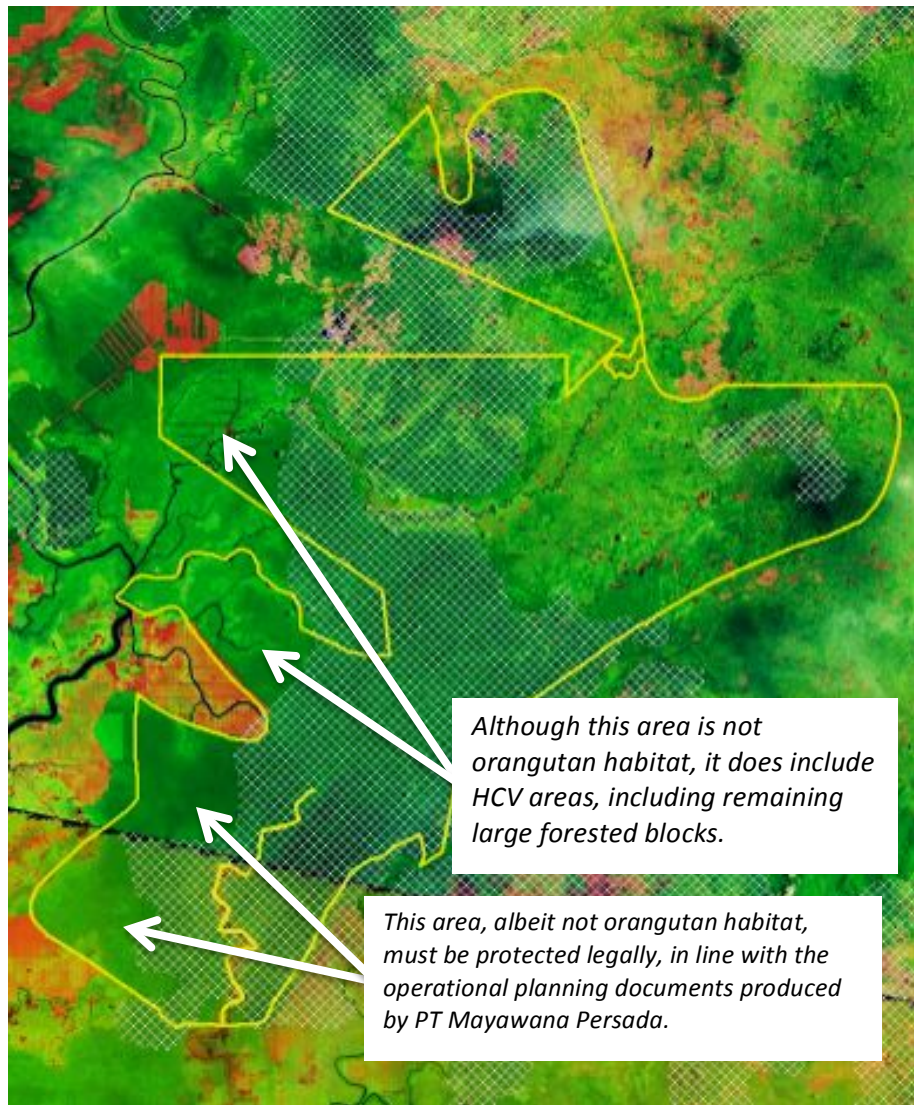 Although this area is not
orangutan habitat, it does include
HCV areas, including remaining
large forested blocks.
This area, albeit not orangutan habitat,
must be protected legally, in line with the
operational planning documents produced
by PT Mayawana Persada.